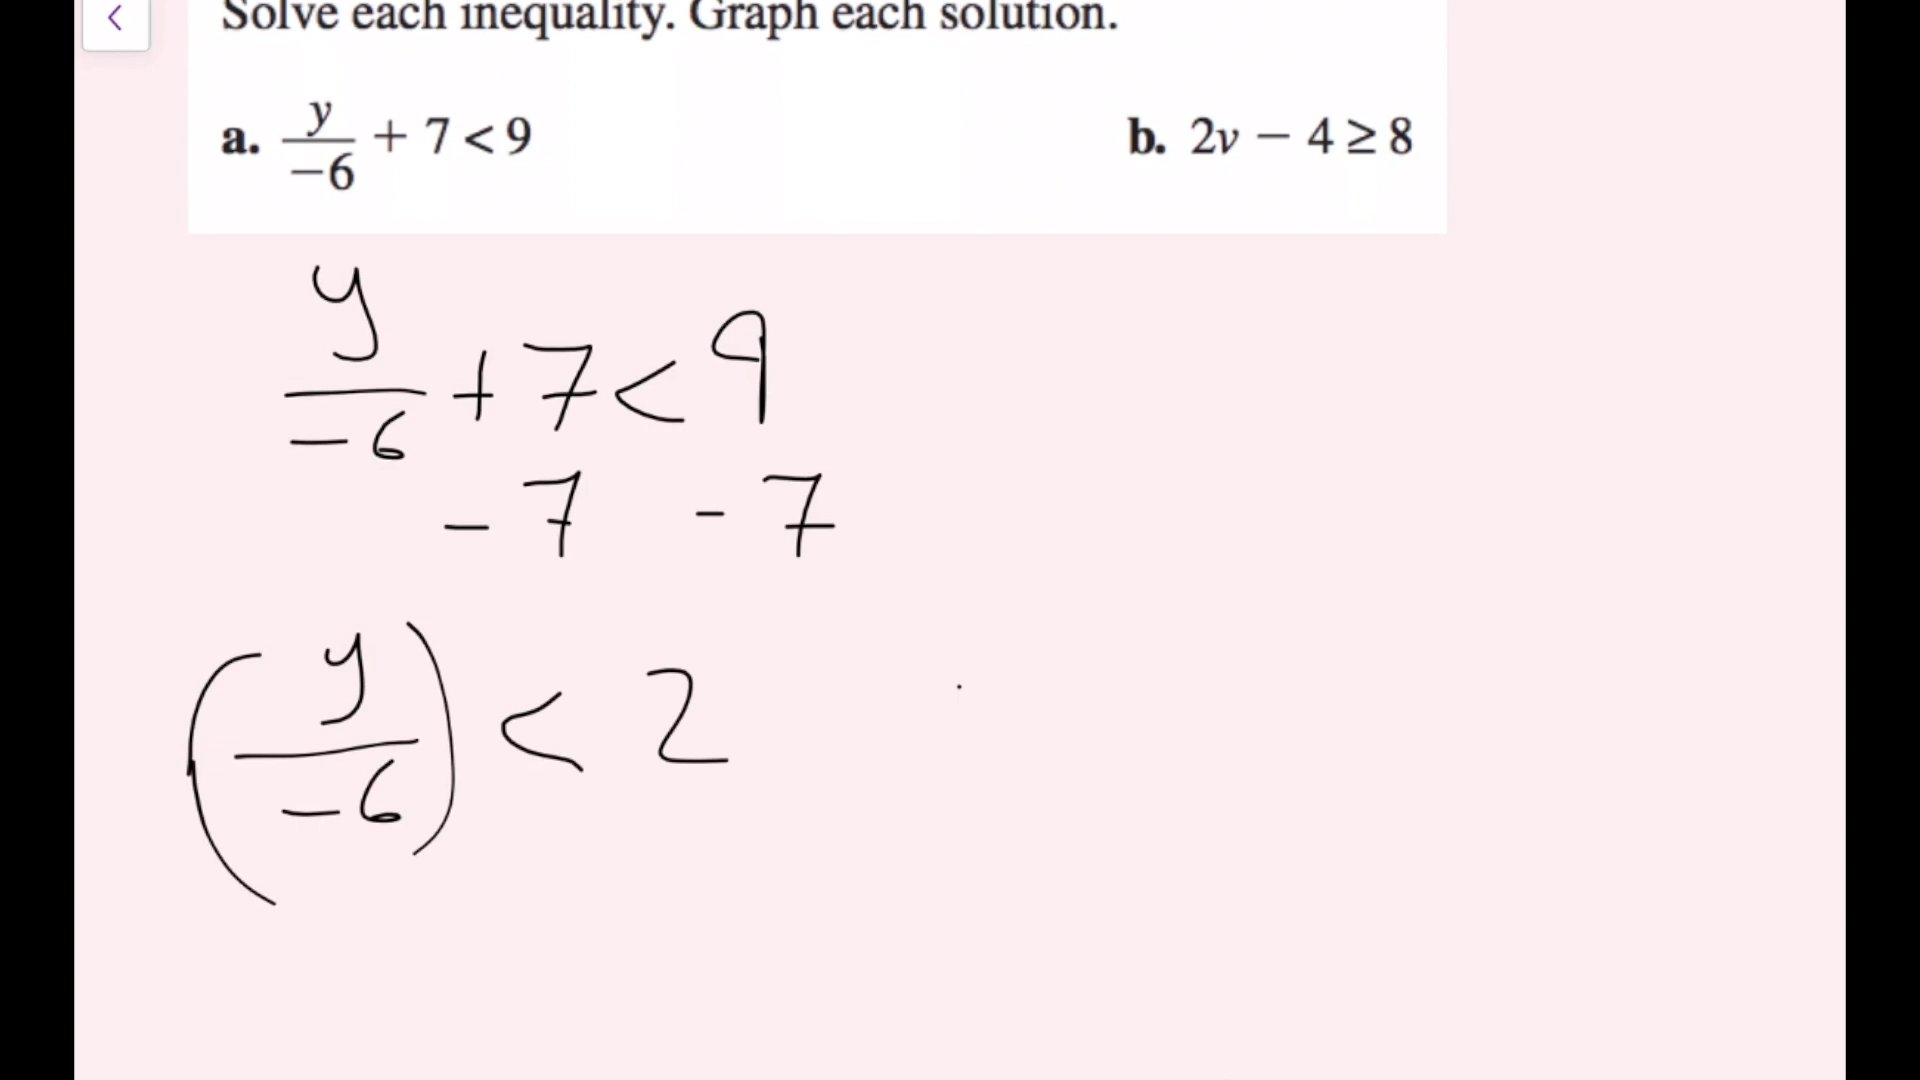 Solve each inequality. Graph each solution.
a. y/−6 + 7 < 9
b. 2v − 4 ≥ 8
y/−6 + 7 < 9
− 7 - 7
(y/−6) < 2